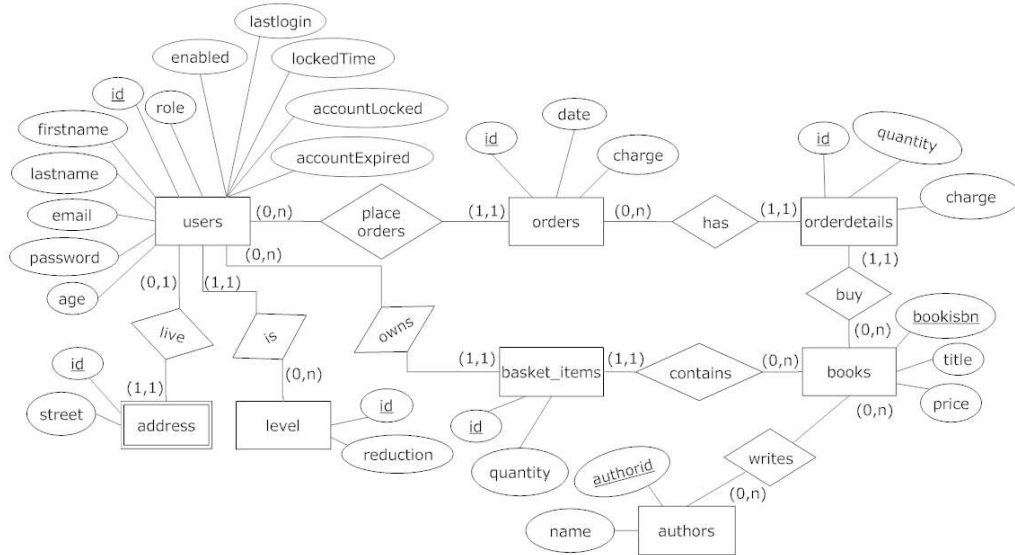 lastlogin
enabled
lockedTime
id
role
accountLocked
firstname
accountExpired
lastname
email
password
age
users
(0,n)
place
orders
(1,1)
id
date
charge
orders
(0,n)
has
(1,1)
id
quantity
charge
orderdetails
(1,1)
buy
(0,n)
(0,1)
live
(1,1)
id
street
address
(1,1)
is
(0,n)
level
id
reduction
(0,n)
owns
(1,1)
basket_items
id
quantity
(1,1)
contains
(0,n)
books
bookisbn
title
price
(0,n)
writes
(0,n)
authorid
name
authors